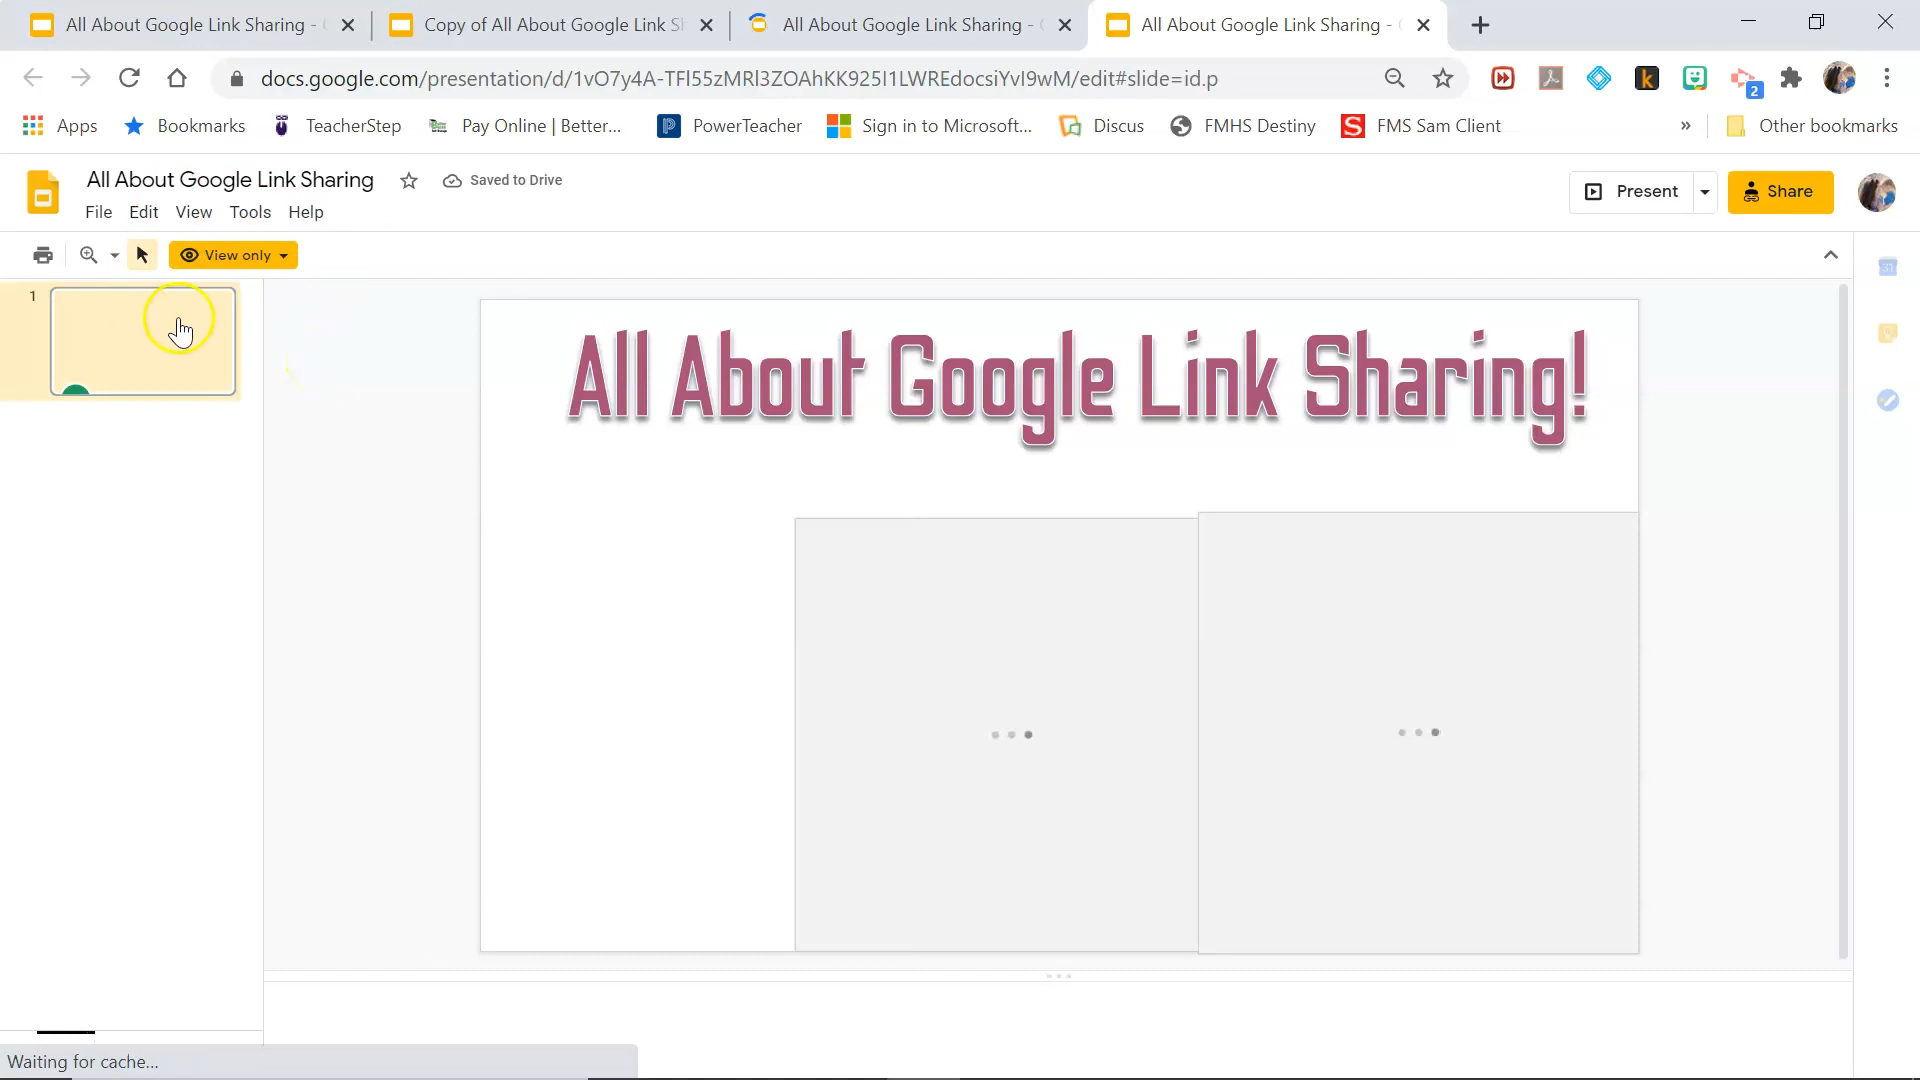 All About Google Link Sharing -
Copy of All About Google Link Sh
All About Google Link Sharing -
All About Google Link Sharing -
docs.google.com/presentation/d/1vO7y4A-TFl55zMRl3ZOAhKK925I1LWREdocsiYvI9wM/edit#slide=id.p
2
Apps
Bookmarks
TeacherStep
Pay Online | Better...
PowerTeacher
Sign in to Microsoft...
Discus
FMHS Destiny
FMS Sam Client
»
Other bookmarks
All About Google Link Sharing
Saved to Drive
File Edit View Tools Help
Present
Share
View only
1
All About Google Link Sharing!
Waiting for cache...